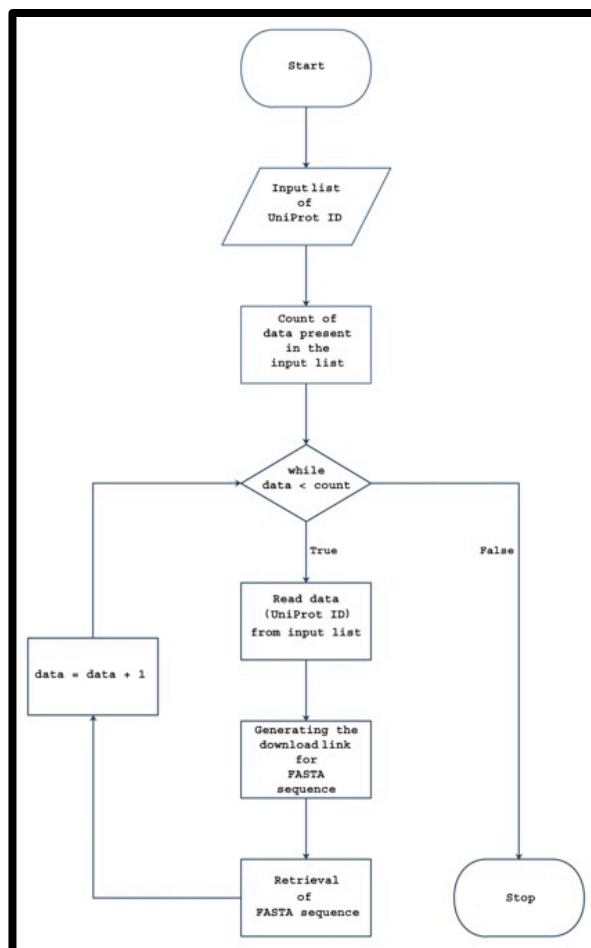 Start
Input list
of
UniProt ID
Count of
data present
in the
input list
while
data < count
True
False
Read data
(UniProt ID)
from input list
data = data + 1
Generating the
download link
for
FASTA
sequence
Retrieval
of
FASTA sequence
Stop